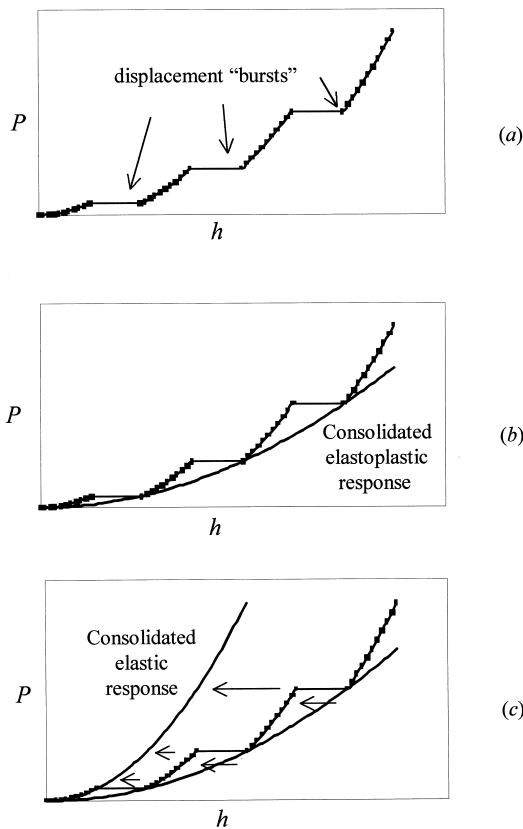 displacement “bursts”
P
(a)
h
P
(b)
Consolidated
elastoplastic
response
h
Consolidated
elastic
response
P
(c)
h